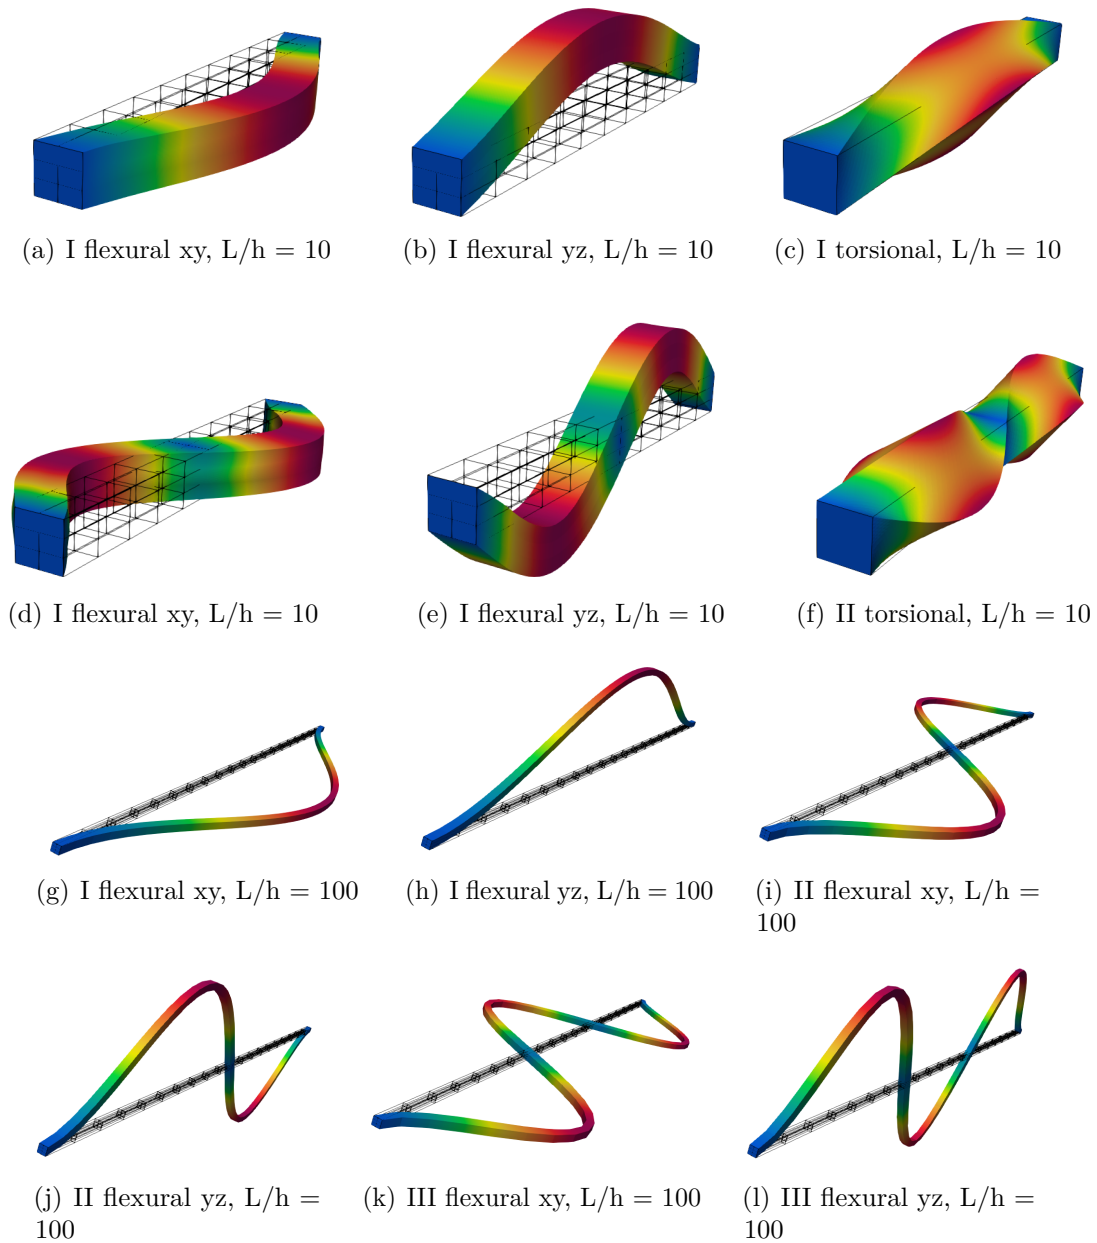 (a) I flexural xy, L/h = 10
(b) I flexural yz, L/h = 10
(c) I torsional, L/h = 10
(d) I flexural xy, L/h = 10
(e) I flexural yz, L/h = 10
(f) II torsional, L/h = 10
(g) I flexural xy, L/h = 100
(h) I flexural yz, L/h = 100
(i) II flexural xy, L/h =
100
(j) II flexural yz, L/h =
100
(k) III flexural xy, L/h = 100
(l) III flexural yz, L/h =
100